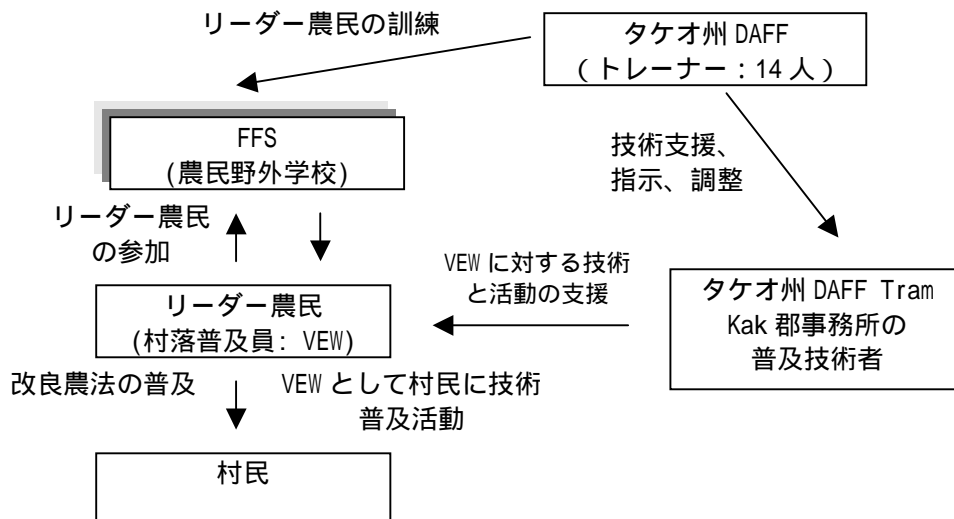 リーダー農民の訓練
タケオ州 DAFF
（トレーナー：14 人）
FFS
(農民野外学校)
技術支援、
指示、調整
リーダー農民
の参加
VEW に対する技術
と活動の支援
タケオ州 DAFF Tram
Kak 郡事務所の
普及技術者
リーダー農民
(村落普及員: VEW)
改良農法の普及
VEW として村民に技術
普及活動
村民